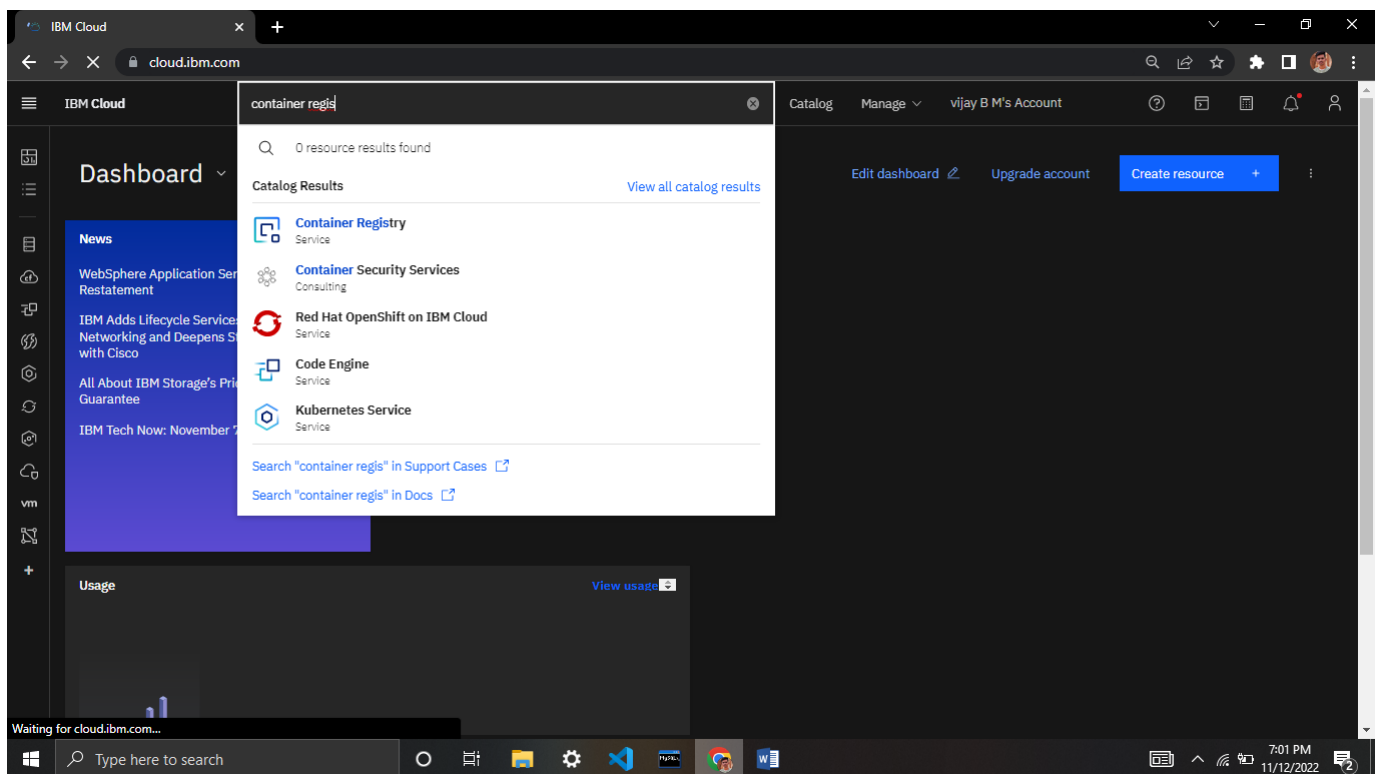 IBM Cloud
cloud.ibm.com
IBM Cloud
container regis
Catalog
Manage
vijay B M's Account
Dashboard
Edit dashboard
Upgrade account
Create resource +
0 resource results found
Catalog Results
View all catalog results
Container Registry
Service
Container Security Services
Consulting
Red Hat OpenShift on IBM Cloud
Service
Code Engine
Service
Kubernetes Service
Service
Search "container regis" in Support Cases
Search "container regis" in Docs
News
WebSphere Application Ser
Restatement
IBM Adds Lifecycle Service
Networking and Deepens
with Cisco
All About IBM Storage's
Guarantee
IBM Tech Now: November
vm
Usage
View usage
Waiting for cloud.ibm.com...
Type here to search
MySQL
7:01 PM
11/12/2022
2